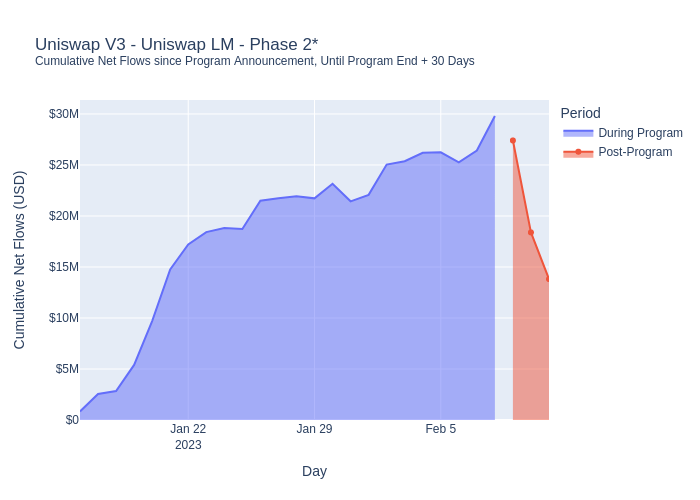 Uniswap V3 - Uniswap LM - Phase 2*
Cumulative Net Flows since Program Announcement, Until Program End + 30 Days
Period
During Program
Post-Program
Cumulative Net Flows (USD)
$30M
$25M
$20M
$15M
$10M
$5M
$0
Jan 22
2023
Jan 29
Feb 5
Day